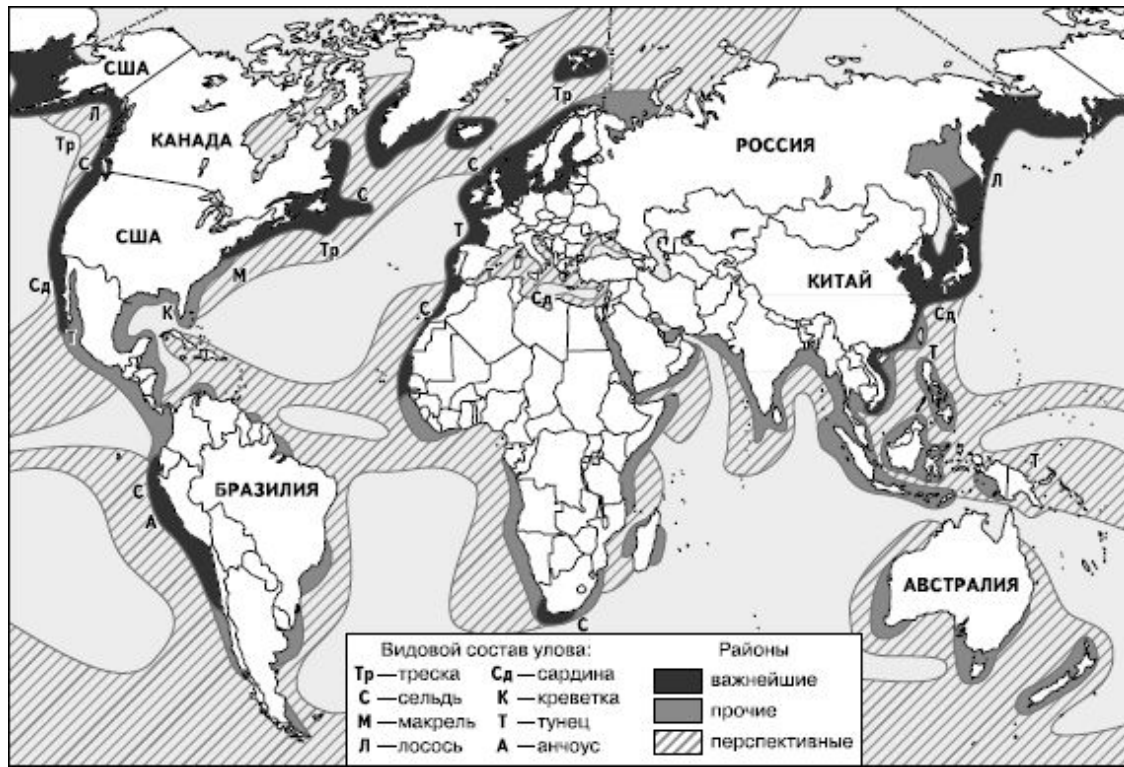 США
Л
КАНАДА
Тр
С
США
С
Тр
М
Сд
К
Т
С
А
БРАЗИЛИЯ
Тр
С
Т
Т
Сд
С
С
РОССИЯ
Л
КИТАЙ
Сд
Т
Т
АВСТРАЛИЯ
Видовой состав улова:
Тр — треска
С — сельдь
М — макрель
Л — лосось
Сд — сардина
К — креветка
Т — тунец
А — анчоус
Районы
важнейшие
прочие
перспективные